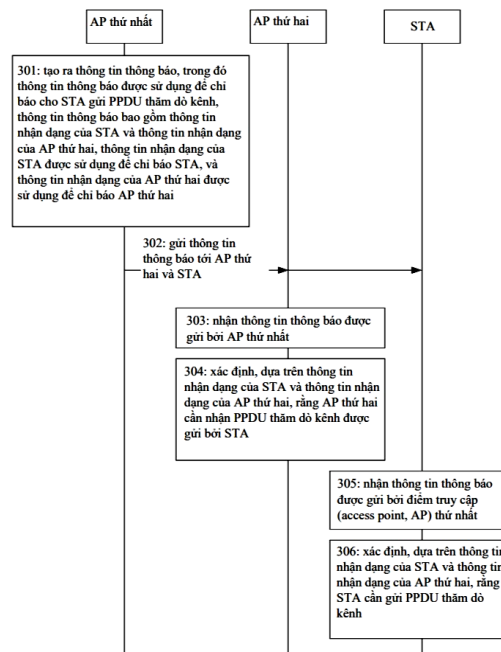 AP thứ nhất
AP thứ hai
STA
301: tạo ra thông tin thông báo, trong đó
thông tin thông báo được sử dụng để chỉ
báo cho STA gửi PPDU thăm dò kênh,
thông tin thông báo bao gồm thông tin
nhận dạng của STA và thông tin nhận dạng
của AP thứ hai, thông tin nhận dạng của
STA được sử dụng để chỉ báo STA, và
thông tin nhận dạng của AP thứ hai được
sử dụng để chỉ báo AP thứ hai
302: gửi thông tin
thông báo tới AP thứ
hai và STA
303: nhận thông tin thông báo được
gửi bởi AP thứ nhất
304: xác định, dựa trên thông tin
nhận dạng của STA và thông tin nhận
dạng của AP thứ hai, rằng AP thứ hai
cần nhận PPDU thăm dò kênh được
gửi bởi STA
305: nhận thông tin thông báo
được gửi bởi điểm truy cập
(access point, AP) thứ nhất
306: xác định, dựa trên thông tin
nhận dạng của STA và thông tin
nhận dạng của AP thứ hai, rằng
STA cần gửi PPDU thăm dò
kênh